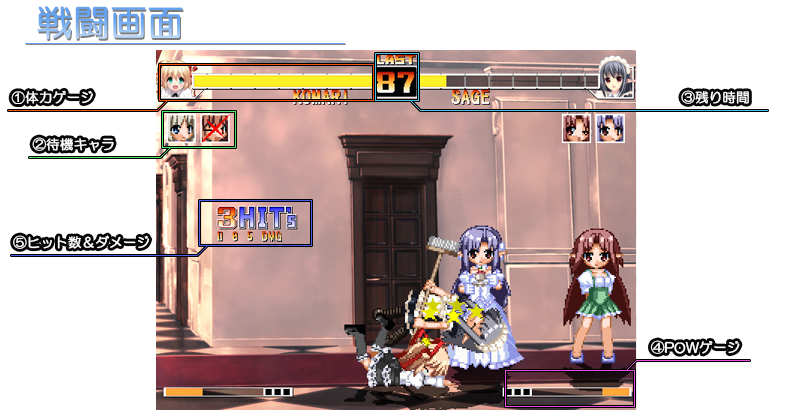 戦闘画面
LAST
87
①体力ゲージ
③残り時間
KOMARI
SAGE
②待機キャラ
3HIT's
⑤ヒット数＆ダメージ
④POWゲージ